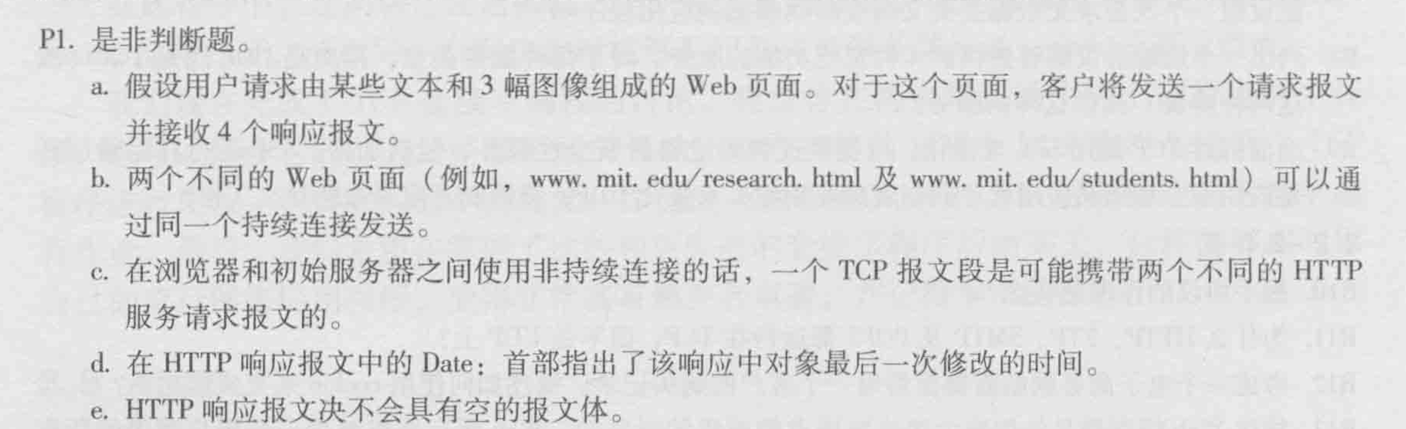 P1. 是非判断题。
a. 假设用户请求由某些文本和 3 幅图像组成的 Web 页面。对于这个页面，客户将发送一个请求报文
并接收 4 个响应报文。
b. 两个不同的 Web 页面（例如，www. mit. edu/research. html 及 www. mit. edu/students. html）可以通
过同一个持续连接发送。
c. 在浏览器和初始服务器之间使用非持续连接的话，一个 TCP 报文段是可能携带两个不同的 HTTP
服务请求报文的。
d. 在 HTTP 响应报文中的 Date：首部指出了该响应中对象最后一次修改的时间。
e. HTTP 响应报文决不会具有空的报文体。